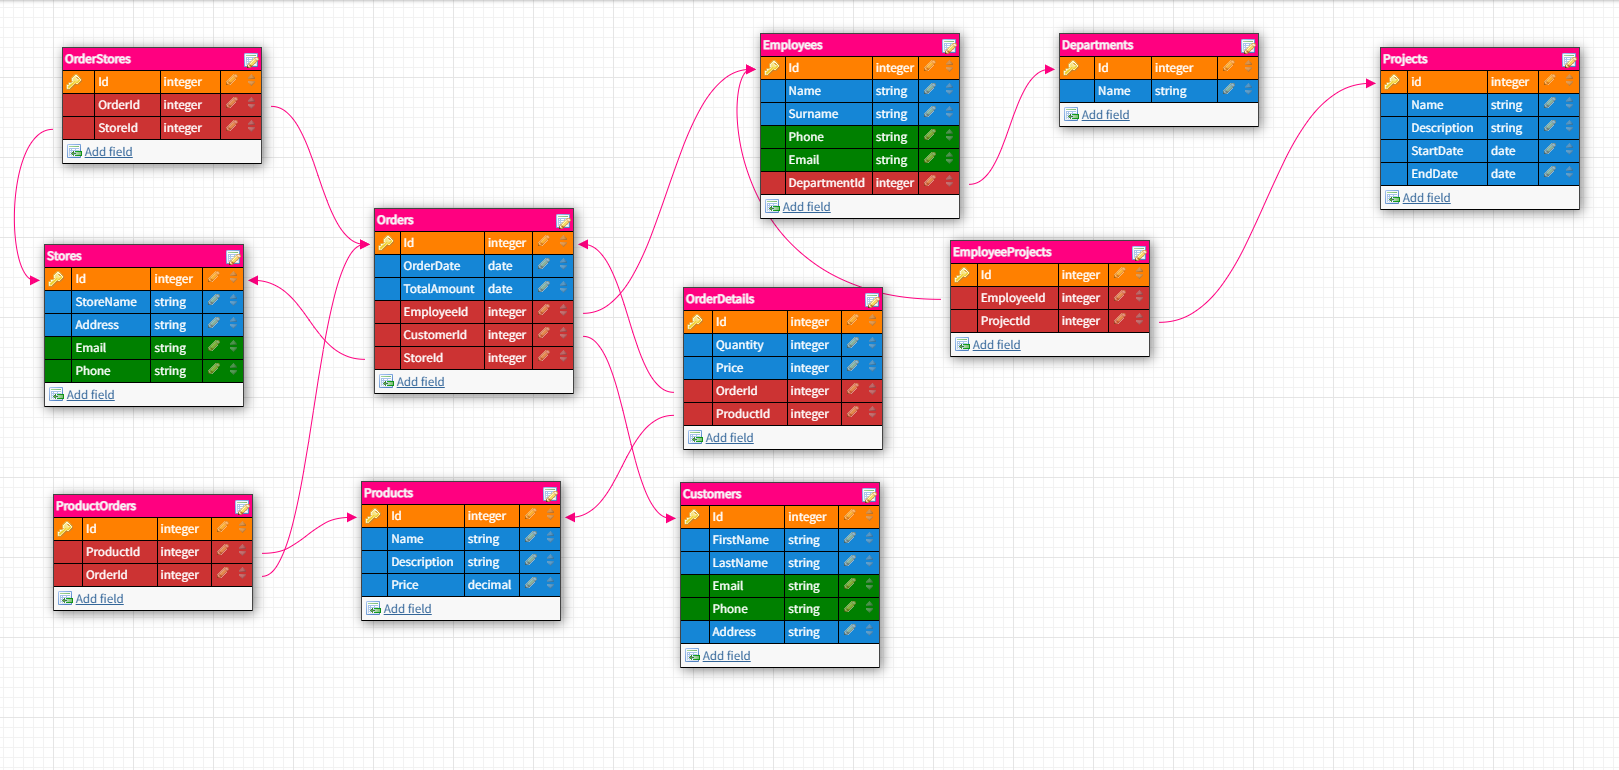 OrderStores
Id integer
OrderId integer
StoreId integer
Add field
Stores
Id integer
StoreName string
Address string
Email string
Phone string
Add field
ProductOrders
Id integer
ProductId integer
OrderId integer
Add field
Orders
Id integer
OrderDate date
TotalAmount date
EmployeeId integer
CustomerId integer
StoreId integer
Add field
Products
Id integer
Name string
Description string
Price decimal
Add field
Employees
Id integer
Name string
Surname string
Phone string
Email string
DepartmentId integer
Add field
OrderDetails
Id integer
Quantity integer
Price integer
OrderId integer
ProductId integer
Add field
Customers
Id integer
FirstName string
LastName string
Email string
Phone string
Address string
Add field
Departments
Id integer
Name string
Add field
EmployeeProjects
Id integer
EmployeeId integer
ProjectId integer
Add field
Projects
id integer
Name string
Description string
StartDate date
EndDate date
Add field